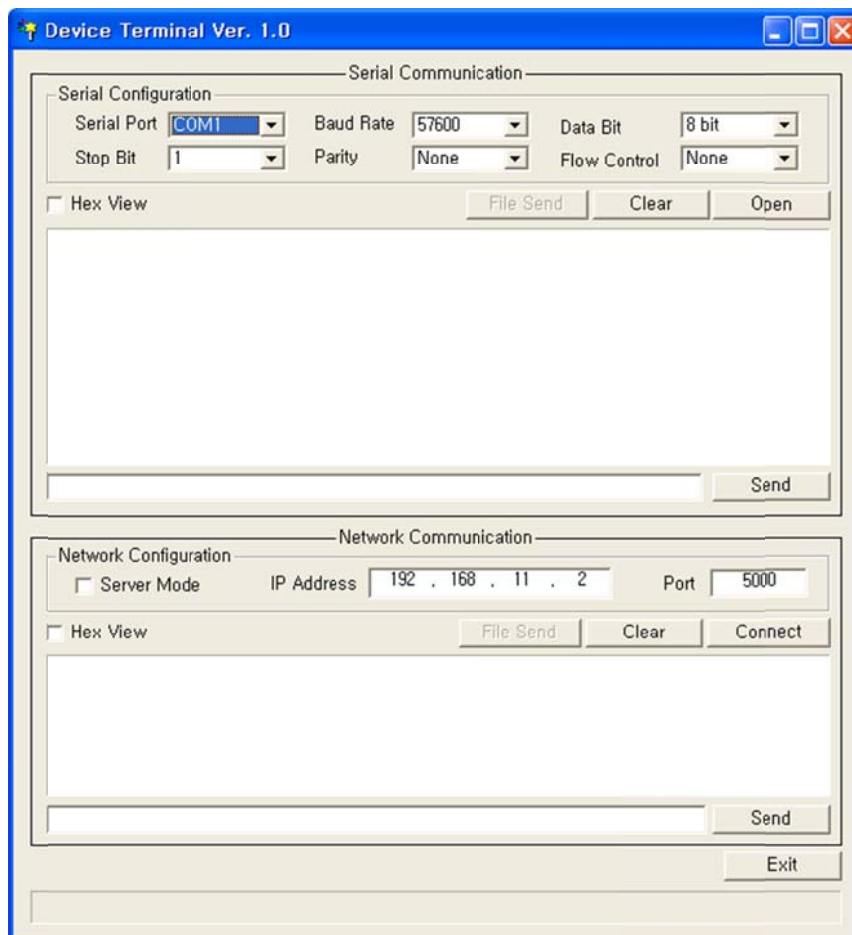 Device Terminal Ver. 1.0
Serial Communication
Serial Configuration
Serial Port COM1 Baud Rate 57600 Data Bit 8 bit
Stop Bit 1 Parity None Flow Control None
Hex View File Send Clear Open
Send
Network Communication
Network Configuration
Server Mode IP Address 192 . 168 . 11 . 2 Port 5000
Hex View File Send Clear Connect
Send
Exit